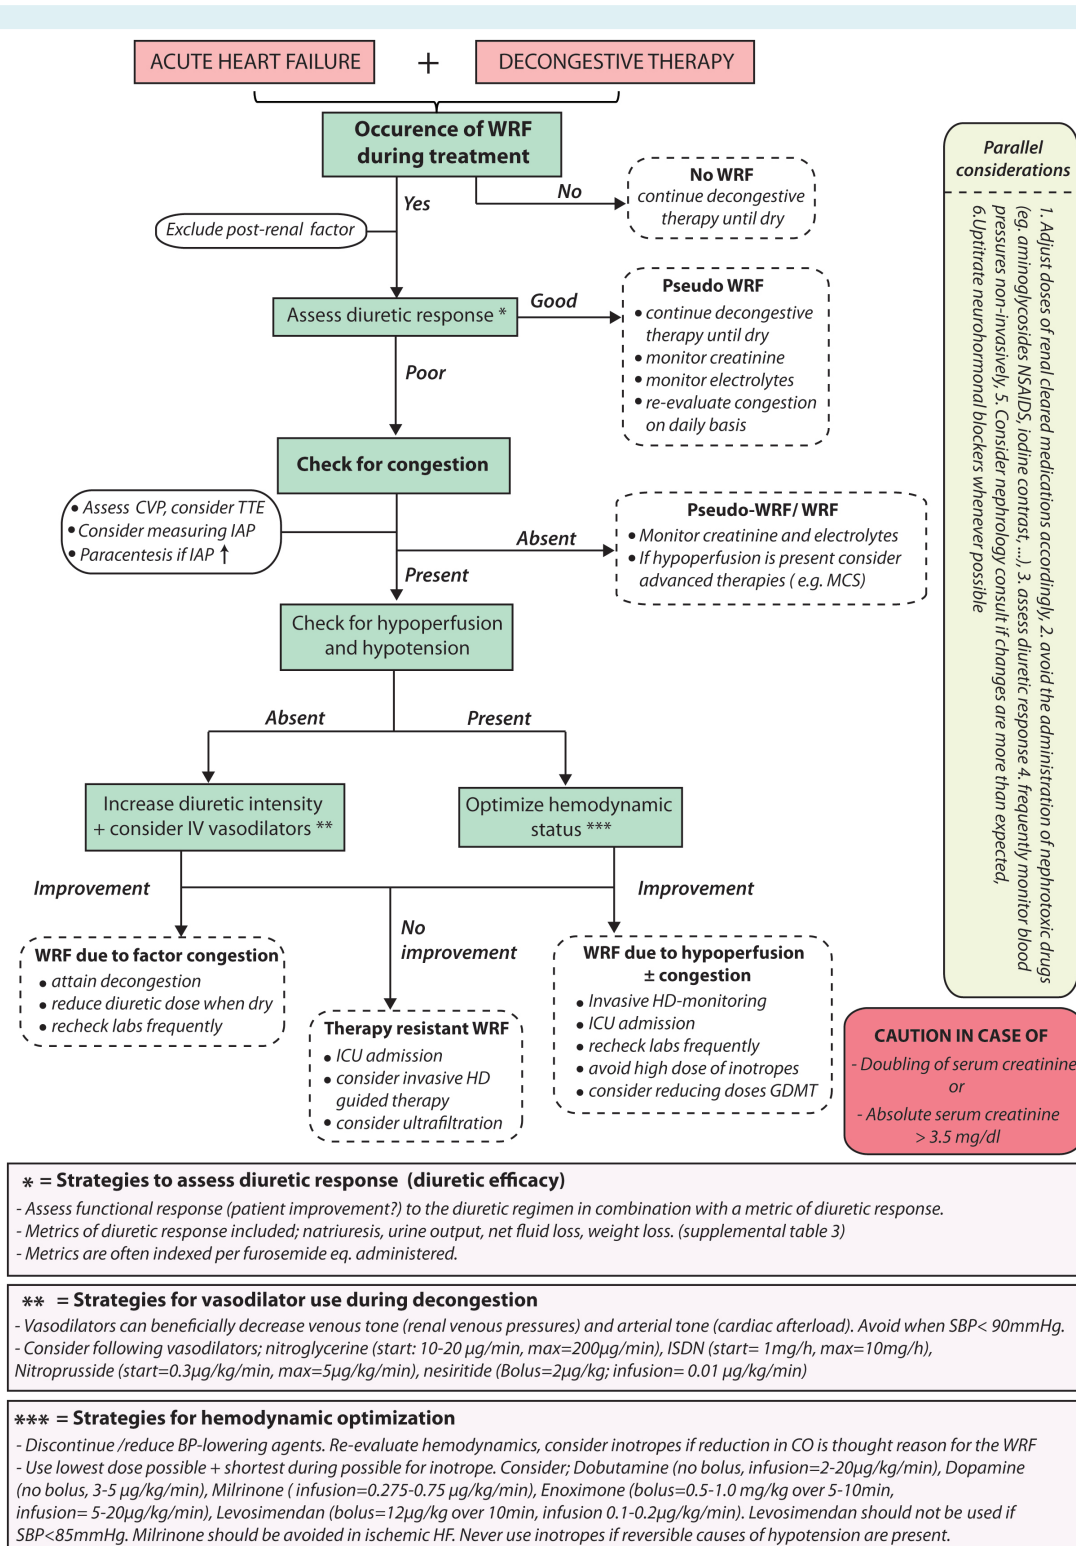 ACUTE HEART FAILURE + DECONGESTIVE THERAPY
Occurence of WRF
during treatment
No
No WRF
continue decongestive
therapy until dry
Yes
Exclude post-renal factor
Assess diuretic response *
Good
Pseudo WRF
• continue decongestive
therapy until dry
• monitor creatinine
• monitor electrolytes
• re-evaluate congestion
on daily basis
Poor
Check for congestion
• Assess CVP, consider TTE
• Consider measuring IAP
• Paracentesis if IAP ↑
Absent
Pseudo-WRF/ WRF
• Monitor creatinine and electrolytes
• If hypoperfusion is present consider
advanced therapies ( e.g. MCS)
Present
Check for hypoperfusion
and hypotension
Absent
Present
Increase diuretic intensity
+ consider IV vasodilators **
Optimize hemodynamic
status ***
Improvement
No
improvement
Improvement
WRF due to factor congestion
• attain decongestion
• reduce diuretic dose when dry
• recheck labs frequently
Therapy resistant WRF
• ICU admission
• consider invasive HD
guided therapy
• consider ultrafiltration
WRF due to hypoperfusion
± congestion
• Invasive HD-monitoring
• ICU admission
• recheck labs frequently
• avoid high dose of inotropes
• consider reducing doses GDMT
Parallel
considerations
1. Adjust doses of renal cleared medications accordingly, 2. avoid the administration of nephrotoxic drugs
(eg. aminoglycosides NSAIDS, iodine contrast, ...), 3. assess diuretic response 4. frequently monitor blood
pressures non-invasively, 5. Consider nephrology consult if changes are more than expected,
6.Uptitrate neurohormonal blockers whenever possible
CAUTION IN CASE OF
- Doubling of serum creatinine
or
- Absolute serum creatinine
> 3.5 mg/dl
* = Strategies to assess diuretic response (diuretic efficacy)
- Assess functional response (patient improvement?) to the diuretic regimen in combination with a metric of diuretic response.
- Metrics of diuretic response included; natriuresis, urine output, net fluid loss, weight loss. (supplemental table 3)
- Metrics are often indexed per furosemide eq. administered.
** = Strategies for vasodilator use during decongestion
- Vasodilators can beneficially decrease venous tone (renal venous pressures) and arterial tone (cardiac afterload). Avoid when SBP< 90mmHg.
- Consider following vasodilators; nitroglycerine (start: 10-20 µg/min, max=200µg/min), ISDN (start= 1mg/h, max=10mg/h),
Nitroprusside (start=0.3µg/kg/min, max=5µg/kg/min), nesiritide (Bolus=2µg/kg; infusion= 0.01 µg/kg/min)
*** = Strategies for hemodynamic optimization
- Discontinue /reduce BP-lowering agents. Re-evaluate hemodynamics, consider inotropes if reduction in CO is thought reason for the WRF
- Use lowest dose possible + shortest during possible for inotrope. Consider; Dobutamine (no bolus, infusion=2-20µg/kg/min), Dopamine
(no bolus, 3-5 µg/kg/min), Milrinone ( infusion=0.275-0.75 µg/kg/min), Enoximone (bolus=0.5-1.0 mg/kg over 5-10min,
infusion= 5-20µg/kg/min), Levosimendan (bolus=12µg/kg over 10min, infusion 0.1-0.2µg/kg/min). Levosimendan should not be used if
SBP<85mmHg. Milrinone should be avoided in ischemic HF. Never use inotropes if reversible causes of hypotension are present.